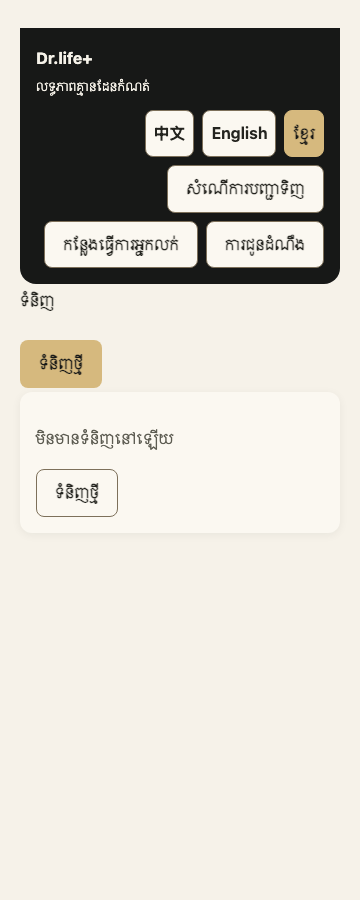 Dr.life+
លទ្ធភាពគ្មានដែនកំណត់
中文
English
ខ្មែរ
សំណើការបញ្ជាទិញ
កន្លែងធ្វើការអ្នកលក់
ការជូនដំណឹង
ទំនិញ
ទំនិញថ្មី
មិនមានទំនិញនៅឡើយ
ទំនិញថ្មី